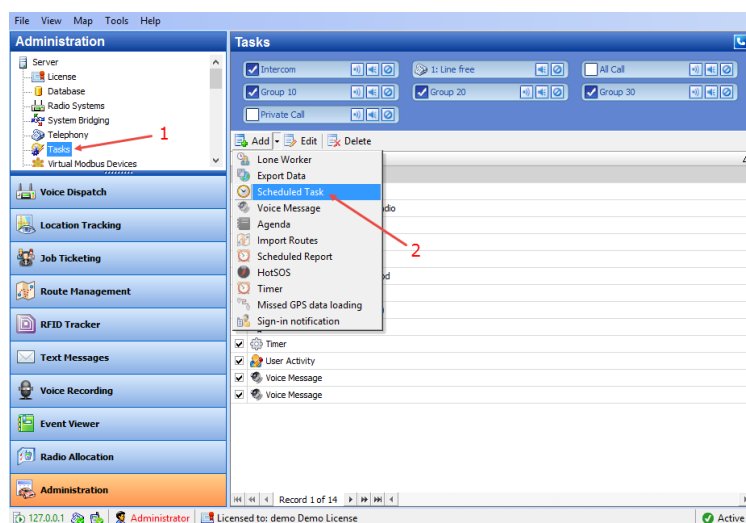 File View Map Tools Help
Administration
Tasks
Server
License
Database
Radio Systems
System Bridging
Telephony
Tasks
Virtual Modbus Devices
1
Intercom
1: Line free
All Call
Group 10
Group 20
Group 30
Private Call
Add Edit Delete
Lone Worker
Export Data
Scheduled Task
Voice Message
Agenda
Import Routes
Scheduled Report
HotSOS
Timer
Missed GPS data loading
Sign-in notification
2
Timer
User Activity
Voice Message
Voice Message
Voice Dispatch
Location Tracking
Job Ticketing
Route Management
RFID Tracker
Text Messages
Voice Recording
Event Viewer
Radio Allocation
Administration
Record 1 of 14
127.0.0.1 Administrator Licensed to: demo Demo License Active